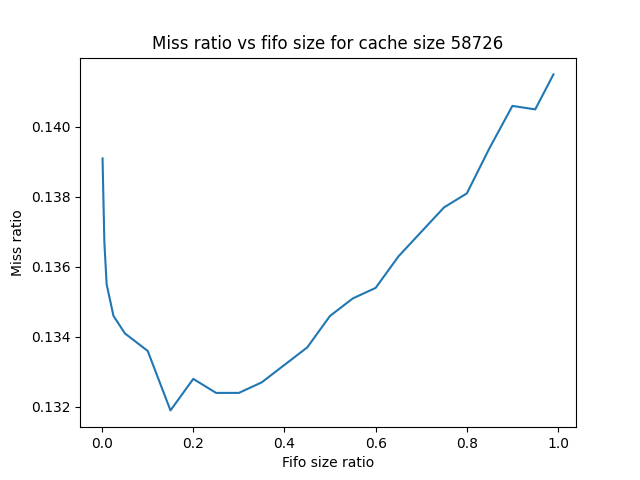 Miss ratio vs fifo size for cache size 58726
0.140
0.138
0.136
0.134
0.132
Miss ratio
0.0 0.2 0.4 0.6 0.8 1.0
Fifo size ratio